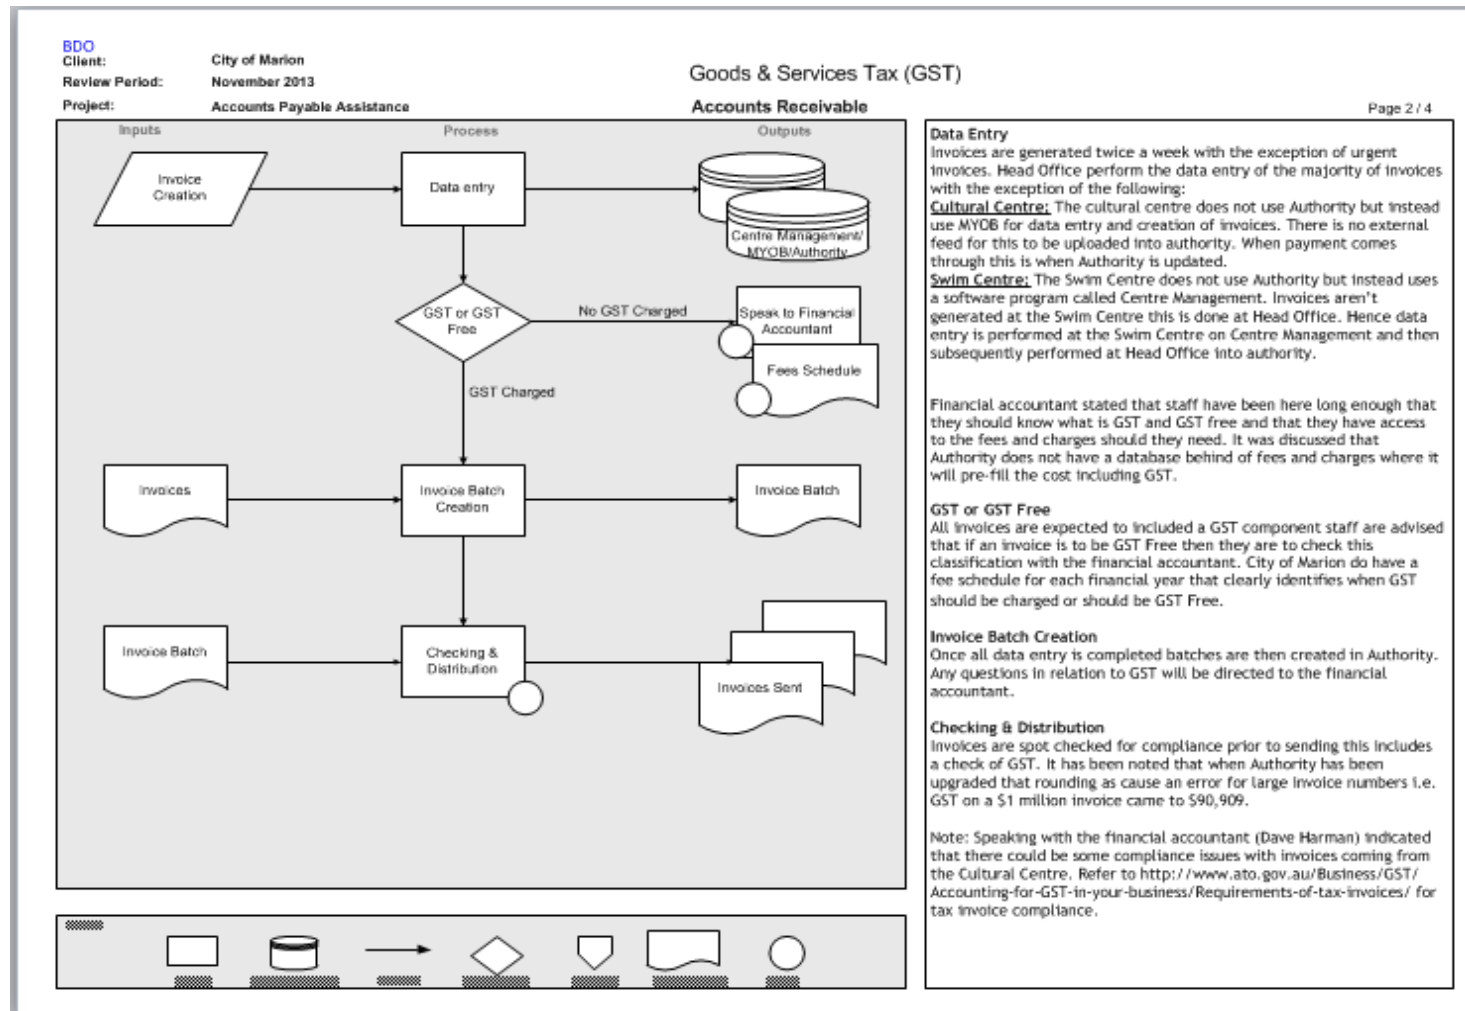 BDO
Client: City of Marion
Review Period: November 2013
Project: Accounts Payable Assistance
Goods & Services Tax (GST)
Accounts Receivable
Page 2 / 4
Inputs
Process
Outputs
Invoice
Creation
Data entry
Centre Management/
MYOB/Authority
GST or GST
Free
No GST Charged
Speak to Financial
Accountant
Fees Schedule
GST Charged
Invoices
Invoice Batch
Creation
Invoice Batch
Invoice Batch
Checking &
Distribution
Invoices Sent
Data Entry
Invoices are generated twice a week with the exception of urgent
invoices. Head Office perform the data entry of the majority of invoices
with the exception of the following:
Cultural Centre: The cultural centre does not use Authority but instead
use MYOB for data entry and creation of invoices. There is no external
feed for this to be uploaded into authority. When payment comes
through this is when Authority is updated.
Swim Centre: The Swim Centre does not use Authority but instead uses
a software program called Centre Management. Invoices aren't
generated at the Swim Centre this is done at Head Office. Hence data
entry is performed at the Swim Centre on Centre Management and then
subsequently performed at Head Office into authority.
Financial accountant stated that staff have been here long enough that
they should know what is GST and GST free and that they have access
to the fees and charges should they need. It was discussed that
Authority does not have a database behind of fees and charges where it
will pre-fill the cost including GST.
GST or GST Free
All invoices are expected to included a GST component staff are advised
that if an invoice is to be GST Free then they are to check this
classification with the financial accountant. City of Marion do have a
fee schedule for each financial year that clearly identifies when GST
should be charged or should be GST Free.
Invoice Batch Creation
Once all data entry is completed batches are then created in Authority.
Any questions in relation to GST will be directed to the financial
accountant.
Checking & Distribution
Invoices are spot checked for compliance prior to sending this includes
a check of GST. It has been noted that when Authority has been
upgraded that rounding as cause an error for large invoice numbers i.e.
GST on a $1 million invoice came to $90,909.
Note: Speaking with the financial accountant (Dave Harman) indicated
that there could be some compliance issues with invoices coming from
the Cultural Centre. Refer to http://www.ato.gov.au/Business/GST/
Accounting-for-GST-in-your-business/Requirements-of-tax-invoices/ for
tax invoice compliance.